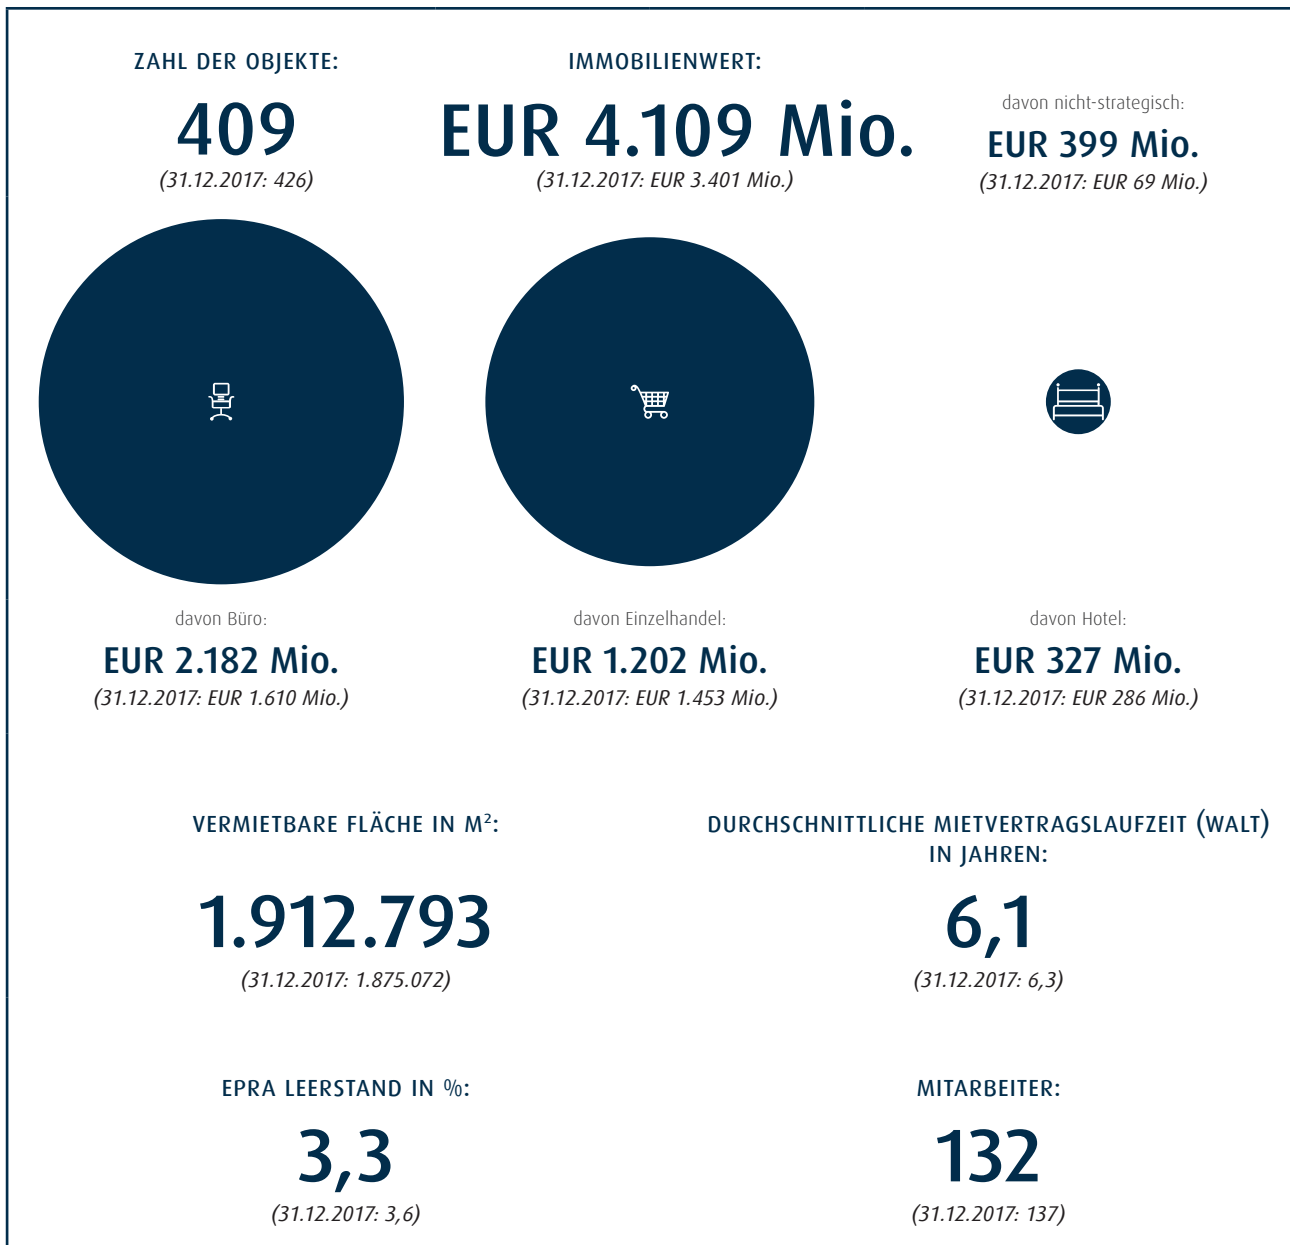 ZAHL DER OBJEKTE:
409
(31.12.2017: 426)
IMMOBILIENWERT:
EUR 4.109 Mio.
(31.12.2017: EUR 3.401 Mio.)
davon nicht-strategisch:
EUR 399 Mio.
(31.12.2017: EUR 69 Mio.)
davon Büro:
EUR 2.182 Mio.
(31.12.2017: EUR 1.610 Mio.)
davon Einzelhandel:
EUR 1.202 Mio.
(31.12.2017: EUR 1.453 Mio.)
davon Hotel:
EUR 327 Mio.
(31.12.2017: EUR 286 Mio.)
VERMIETBARE FLÄCHE IN M²:
1.912.793
(31.12.2017: 1.875.072)
DURCHSCHNITTLICHE MIETVERTRAGSLAUFZEIT (WALT)
IN JAHREN:
6,1
(31.12.2017: 6,3)
EPRA LEERSTAND IN %:
3,3
(31.12.2017: 3,6)
MITARBEITER:
132
(31.12.2017: 137)